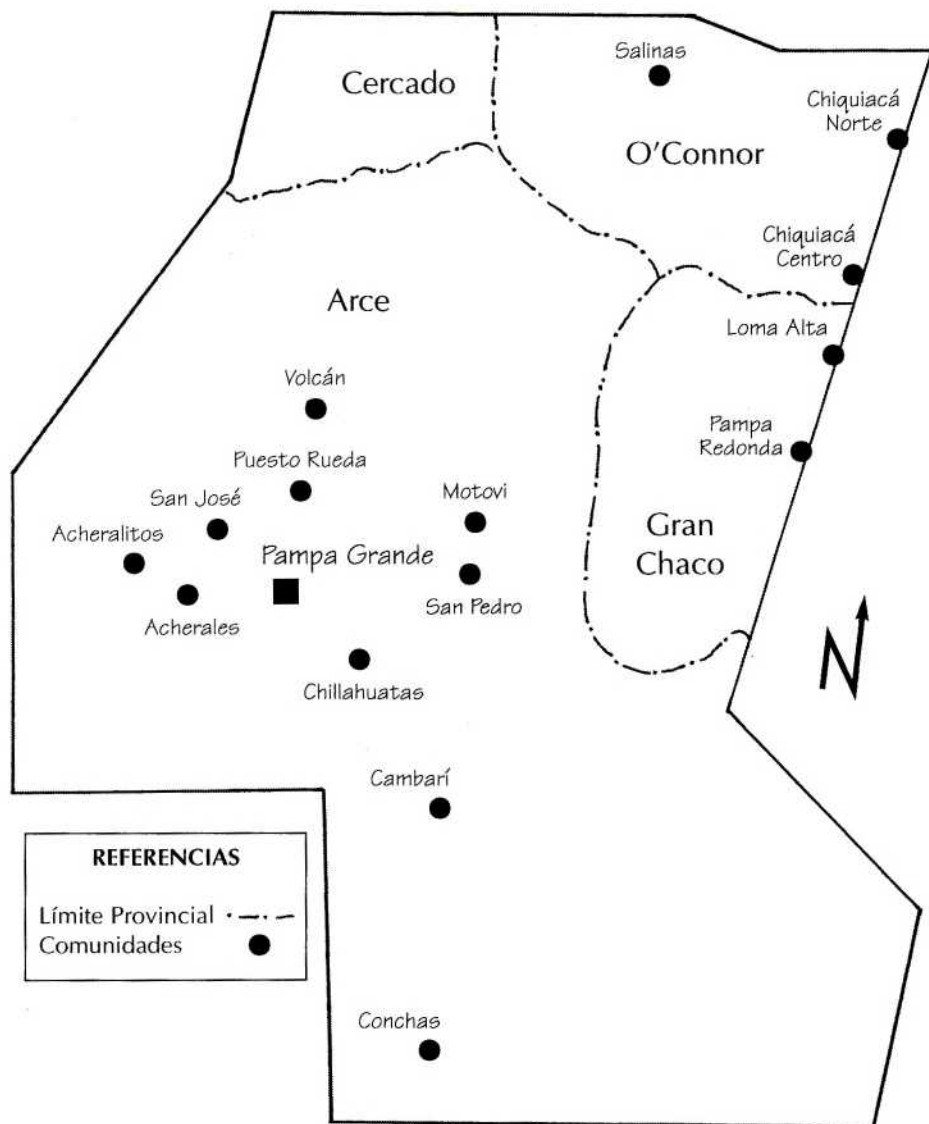 Salinas
Cercado
Chiquiacá
Norte
O'Connor
Chiquiacá
Centro
Arce
Loma Alta
Volcán
Pampa
Redonda
Puesto Rueda
Motovi
San José
Acheralitos
Pampa Grande
Gran
Chaco
San Pedro
Acherales
N
Chillahuatas
Cambarí
REFERENCIAS
Límite Provincial
Comunidades
Conchas